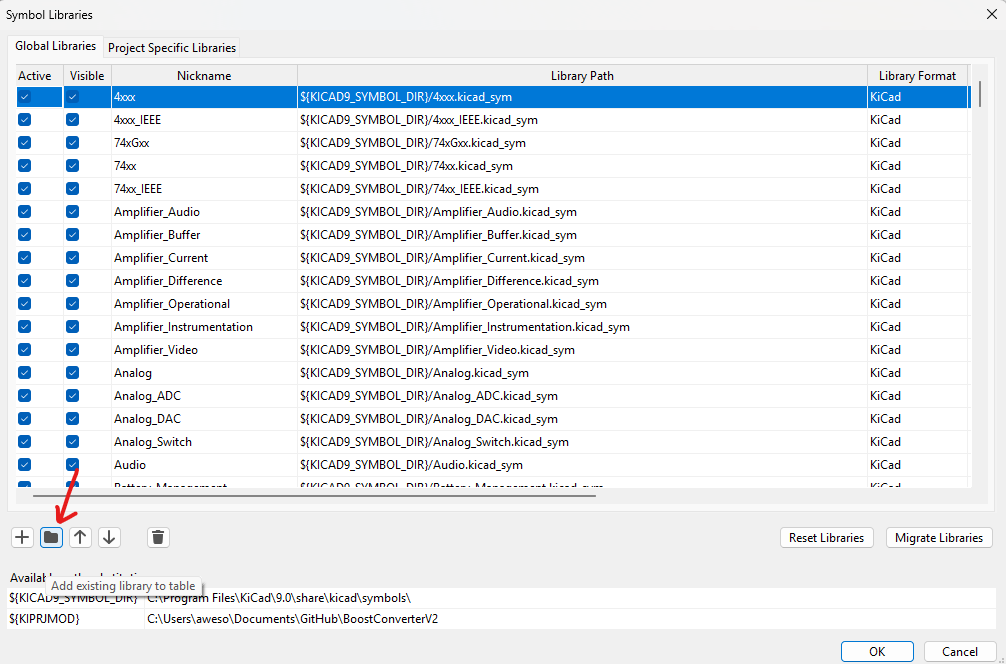 Symbol Libraries
Global Libraries Project Specific Libraries
Active Visible Nickname Library Path Library Format
4xxx ${KICAD9_SYMBOL_DIR}/4xxx.kicad_sym KiCad
4xxx_IEEE ${KICAD9_SYMBOL_DIR}/4xxx_IEEE.kicad_sym KiCad
74xGxx ${KICAD9_SYMBOL_DIR}/74xGxx.kicad_sym KiCad
74xx ${KICAD9_SYMBOL_DIR}/74xx.kicad_sym KiCad
74xx_IEEE ${KICAD9_SYMBOL_DIR}/74xx_IEEE.kicad_sym KiCad
Amplifier_Audio ${KICAD9_SYMBOL_DIR}/Amplifier_Audio.kicad_sym KiCad
Amplifier_Buffer ${KICAD9_SYMBOL_DIR}/Amplifier_Buffer.kicad_sym KiCad
Amplifier_Current ${KICAD9_SYMBOL_DIR}/Amplifier_Current.kicad_sym KiCad
Amplifier_Difference ${KICAD9_SYMBOL_DIR}/Amplifier_Difference.kicad_sym KiCad
Amplifier_Operational ${KICAD9_SYMBOL_DIR}/Amplifier_Operational.kicad_sym KiCad
Amplifier_Instrumentation ${KICAD9_SYMBOL_DIR}/Amplifier_Instrumentation.kicad_sym KiCad
Amplifier_Video ${KICAD9_SYMBOL_DIR}/Amplifier_Video.kicad_sym KiCad
Analog ${KICAD9_SYMBOL_DIR}/Analog.kicad_sym KiCad
Analog_ADC ${KICAD9_SYMBOL_DIR}/Analog_ADC.kicad_sym KiCad
Analog_DAC ${KICAD9_SYMBOL_DIR}/Analog_DAC.kicad_sym KiCad
Analog_Switch ${KICAD9_SYMBOL_DIR}/Analog_Switch.kicad_sym KiCad
Audio ${KICAD9_SYMBOL_DIR}/Audio.kicad_sym KiCad
Battery_Management ${KICAD9_SYMBOL_DIR}/Battery_Management.kicad_sym KiCad
Reset Libraries Migrate Libraries
Add existing library to table
${KICAD9_SYMBOL_DIR} C:\Program Files\KiCad\9.0\share\kicad\symbols\
${KIPRJMOD} C:\Users\aweso\Documents\GitHub\BoostConverterV2
OK Cancel